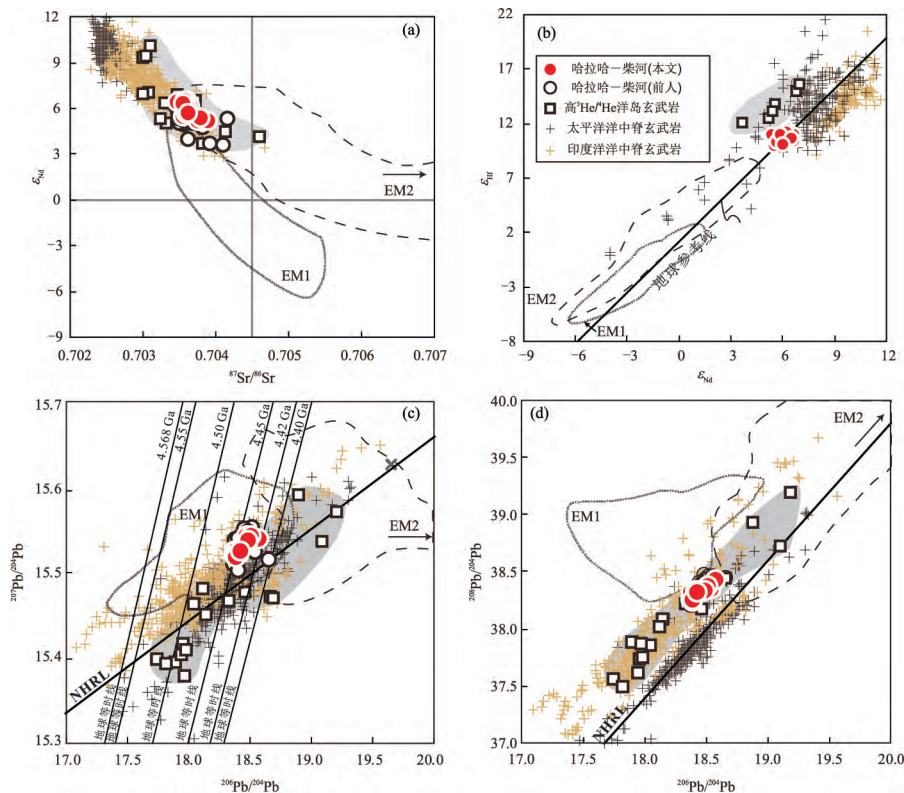 (a)
12
9
6
3
0
−3
−6
−9
εNd
EM2
EM1
0.702 0.703 0.704 0.705 0.706 0.707
⁸⁷Sr/⁸⁶Sr
(b)
22
17
12
7
2
−3
−8
εHf
哈拉哈－柴河(本文)
哈拉哈－柴河(前人)
高³He/⁴He洋岛玄武岩
太平洋洋中脊玄武岩
印度洋洋中脊玄武岩
地球参考线
EM2
EM1
−9 −6 −3 0 3 6 9 12
εNd
(c)
15.7
15.6
15.5
15.4
15.3
²⁰⁷Pb/²⁰⁴Pb
4.568 Ga
4.55 Ga
4.50 Ga
4.45 Ga
4.42 Ga
4.40 Ga
EM1
EM2
NHRL
地球等时线
地球等时线
地球等时线
地球等时线
地球等时线
地球等时线
17.0 17.5 18.0 18.5 19.0 19.5 20.0
²⁰⁶Pb/²⁰⁴Pb
(d)
40.0
39.5
39.0
38.5
38.0
37.5
37.0
²⁰⁸Pb/²⁰⁴Pb
EM2
EM1
NHRL
17.0 17.5 18.0 18.5 19.0 19.5 20.0
²⁰⁶Pb/²⁰⁴Pb